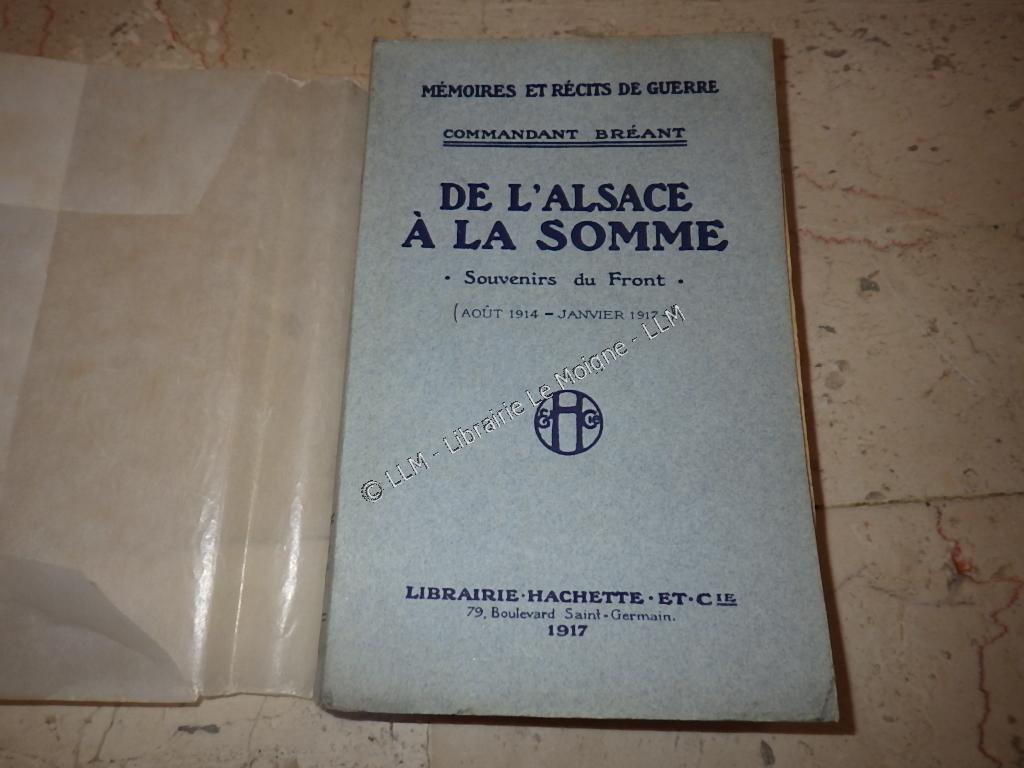 MÉMOIRES ET RÉCITS DE GUERRE
COMMANDANT BRÉANT
DE L'ALSACE
À LA SOMME
• Souvenirs du Front •
(AOÛT 1914 – JANVIER 1917)
© LLM - Librairie Le Moigne - LLM
H
& Cie
LIBRAIRIE · HACHETTE · ET · CIE
79, Boulevard Saint-Germain.
1917